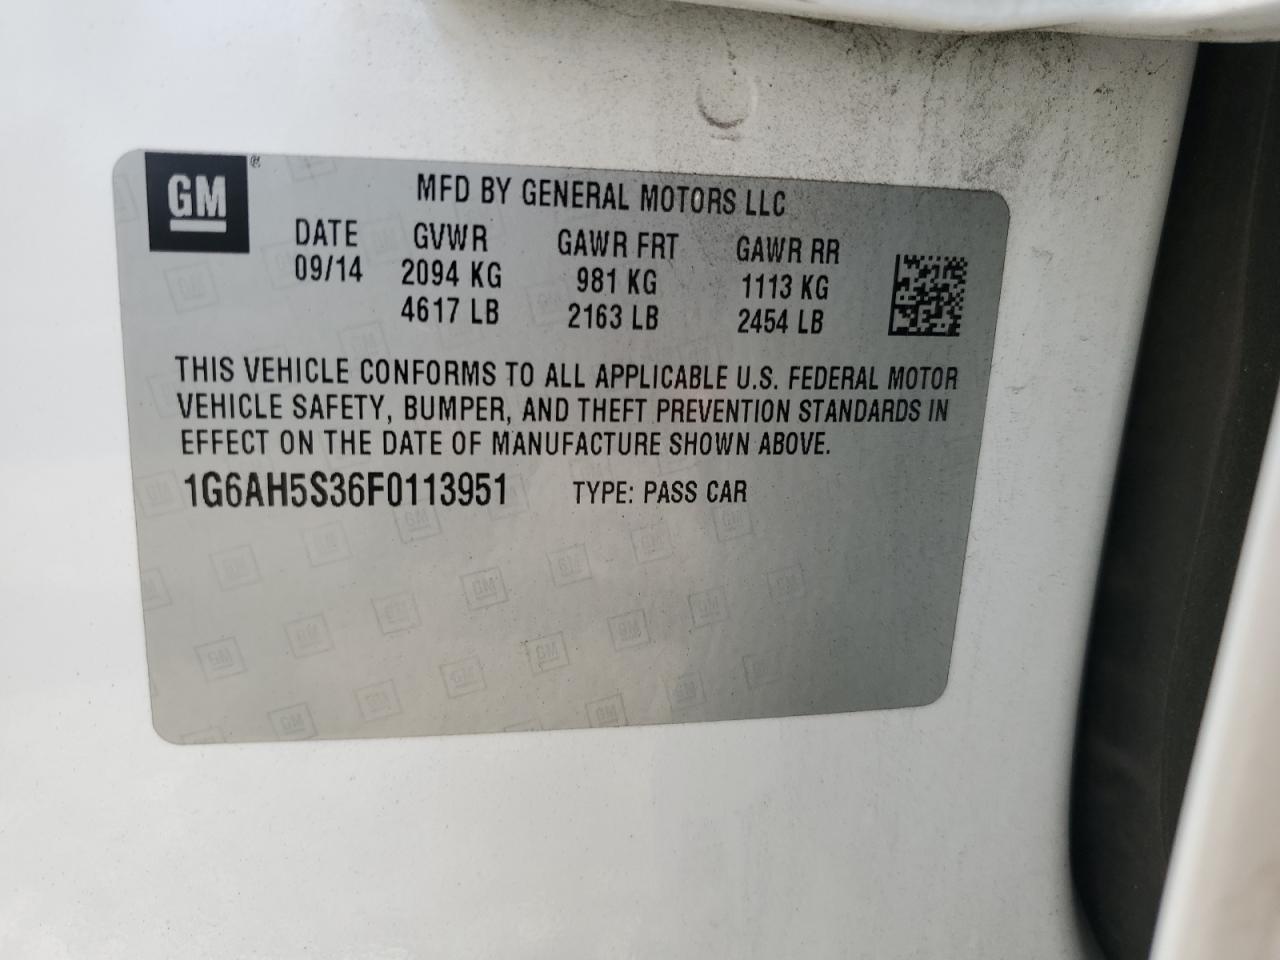 GM ®
MFD BY GENERAL MOTORS LLC
DATE GVWR GAWR FRT GAWR RR
09/14 2094 KG 981 KG 1113 KG
4617 LB 2163 LB 2454 LB
THIS VEHICLE CONFORMS TO ALL APPLICABLE U.S. FEDERAL MOTOR
VEHICLE SAFETY, BUMPER, AND THEFT PREVENTION STANDARDS IN
EFFECT ON THE DATE OF MANUFACTURE SHOWN ABOVE.
1G6AH5S36F0113951 TYPE: PASS CAR